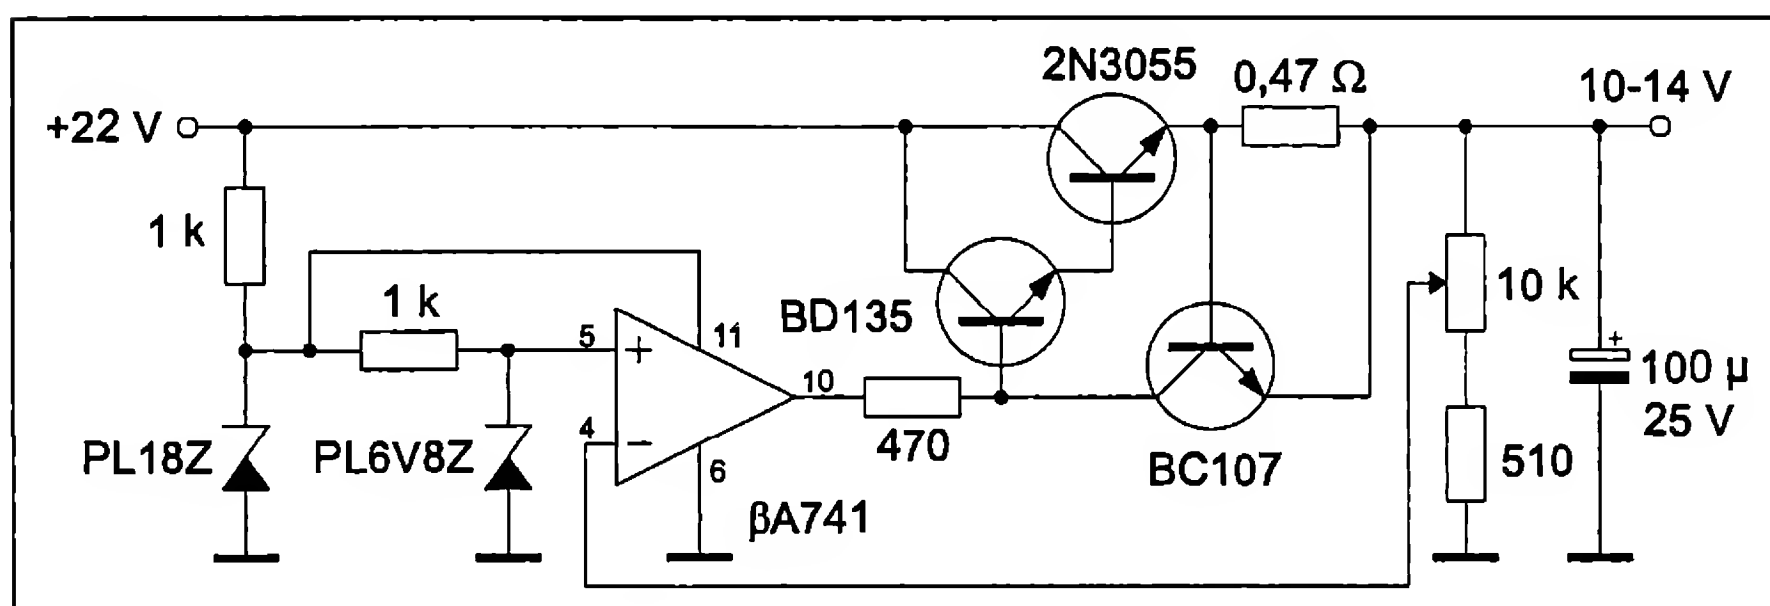 2N3055
0,47 Ω
10-14 V
+22 V
1 k
1 k
BD135
10 k
5
+
11
10
4
−
6
470
PL18Z
PL6V8Z
βA741
BC107
510
+
100 µ
25 V